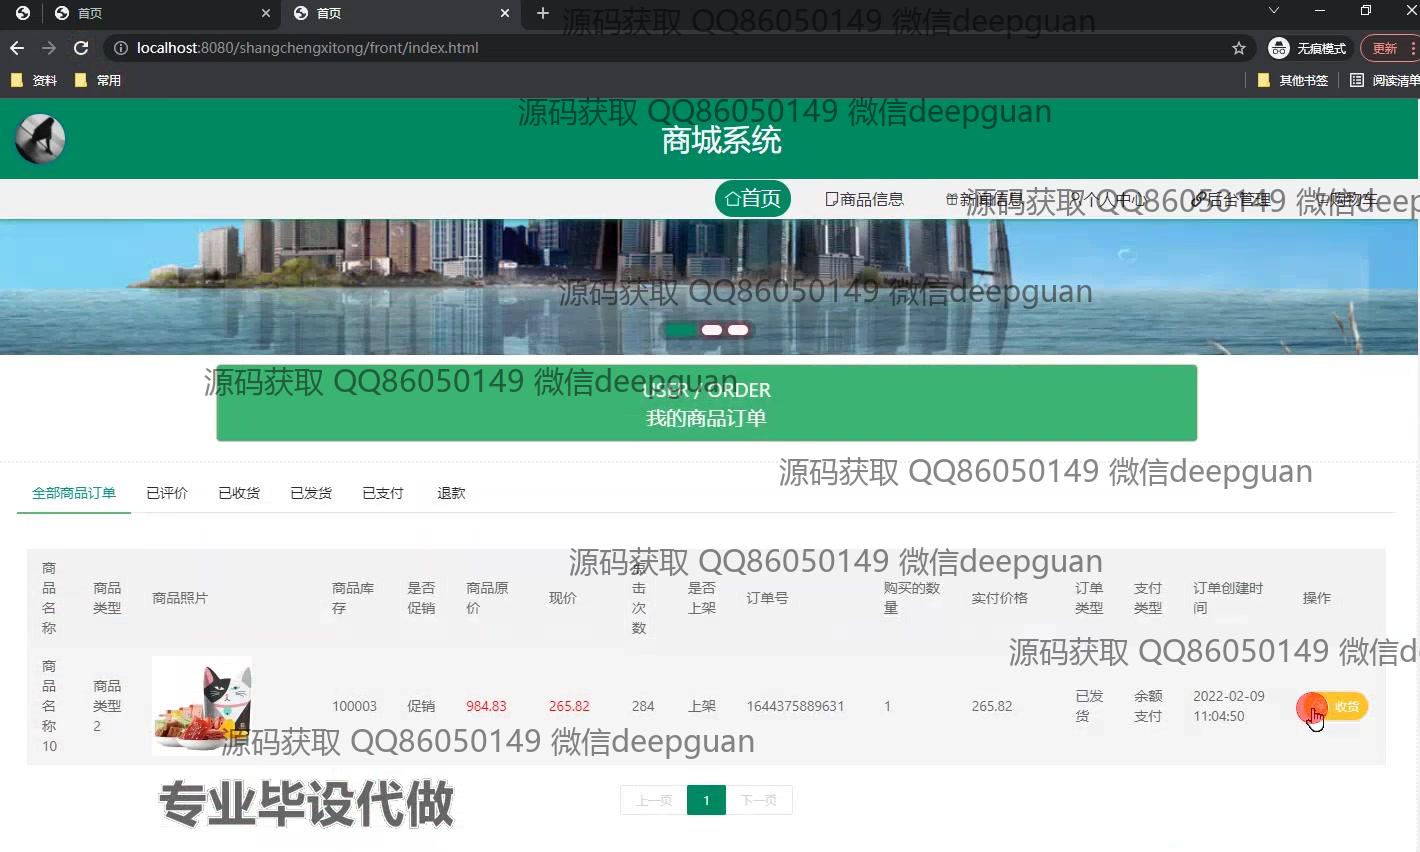 首页
首页
源码获取 QQ86050149 微信deepguan
localhost:8080/shangchengxitong/front/index.html
无痕模式
更新
资料
常用
其他书签
阅读清单
源码获取 QQ86050149 微信deepguan
商城系统
首页
商品信息
新闻信息
个人中心
后台管理
购物车
源码获取 QQ86050149 微信deep
源码获取 QQ86050149 微信deepguan
源码获取 QQ86050149 微信deepguan
USER / ORDER
我的商品订单
源码获取 QQ86050149 微信deepguan
全部商品订单 已评价 已收货 已发货 已支付 退款
源码获取 QQ86050149 微信deepguan
商品名称 商品类型 商品照片 商品库存 是否促销 商品原价 现价 点击次数 是否上架 订单号 购买的数量 实付价格 订单类型 支付类型 订单创建时间 操作
源码获取 QQ86050149 微信d
商品名称10 商品类型2 100003 促销 984.83 265.82 284 上架 1644375889631 1 265.82 已发货 余额支付 2022-02-09 11:04:50 收货
源码获取 QQ86050149 微信deepguan
专业毕设代做
上一页 1 下一页